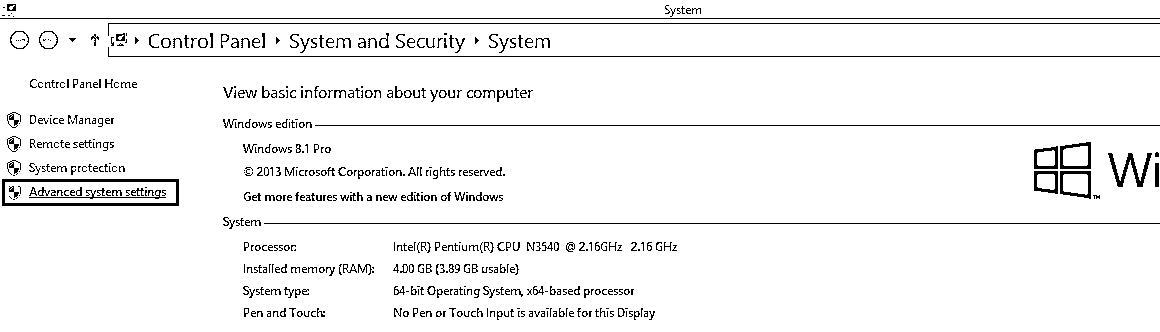 System
Control Panel System and Security System
Control Panel Home
Device Manager
Remote settings
System protection
Advanced system settings
View basic information about your computer
Windows edition
Windows 8.1 Pro
© 2013 Microsoft Corporation. All rights reserved.
Get more features with a new edition of Windows
Wi
System
Processor: Intel(R) Pentium(R) CPU N3540 @ 2.16GHz 2.16 GHz
Installed memory (RAM): 4.00 GB (3.89 GB usable)
System type: 64-bit Operating System, x64-based processor
Pen and Touch: No Pen or Touch Input is available for this Display